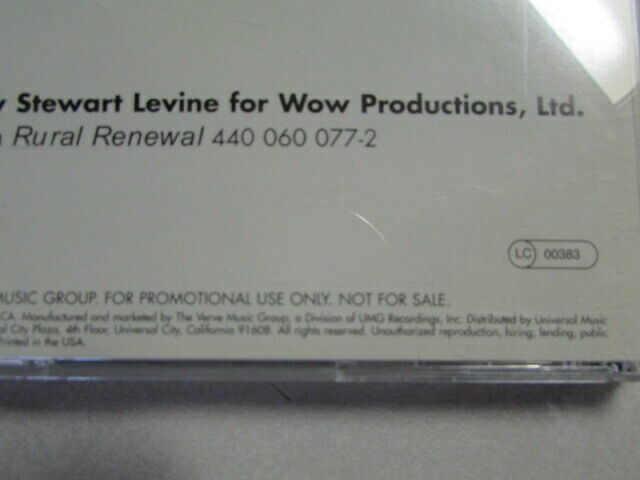 y Stewart Levine for Wow Productions, Ltd.
Rural Renewal 440 060 077-2
LC 00383
MUSIC GROUP. FOR PROMOTIONAL USE ONLY. NOT FOR SALE.
CA. Manufactured and marketed by The Verve Music Group, a Division of UMG Recordings, Inc. Distributed by Universal Music
al City Plaza, 4th Floor, Universal City, California 91608. All rights reserved. Unauthorized reproduction, hiring, lending, public
Printed in the USA.